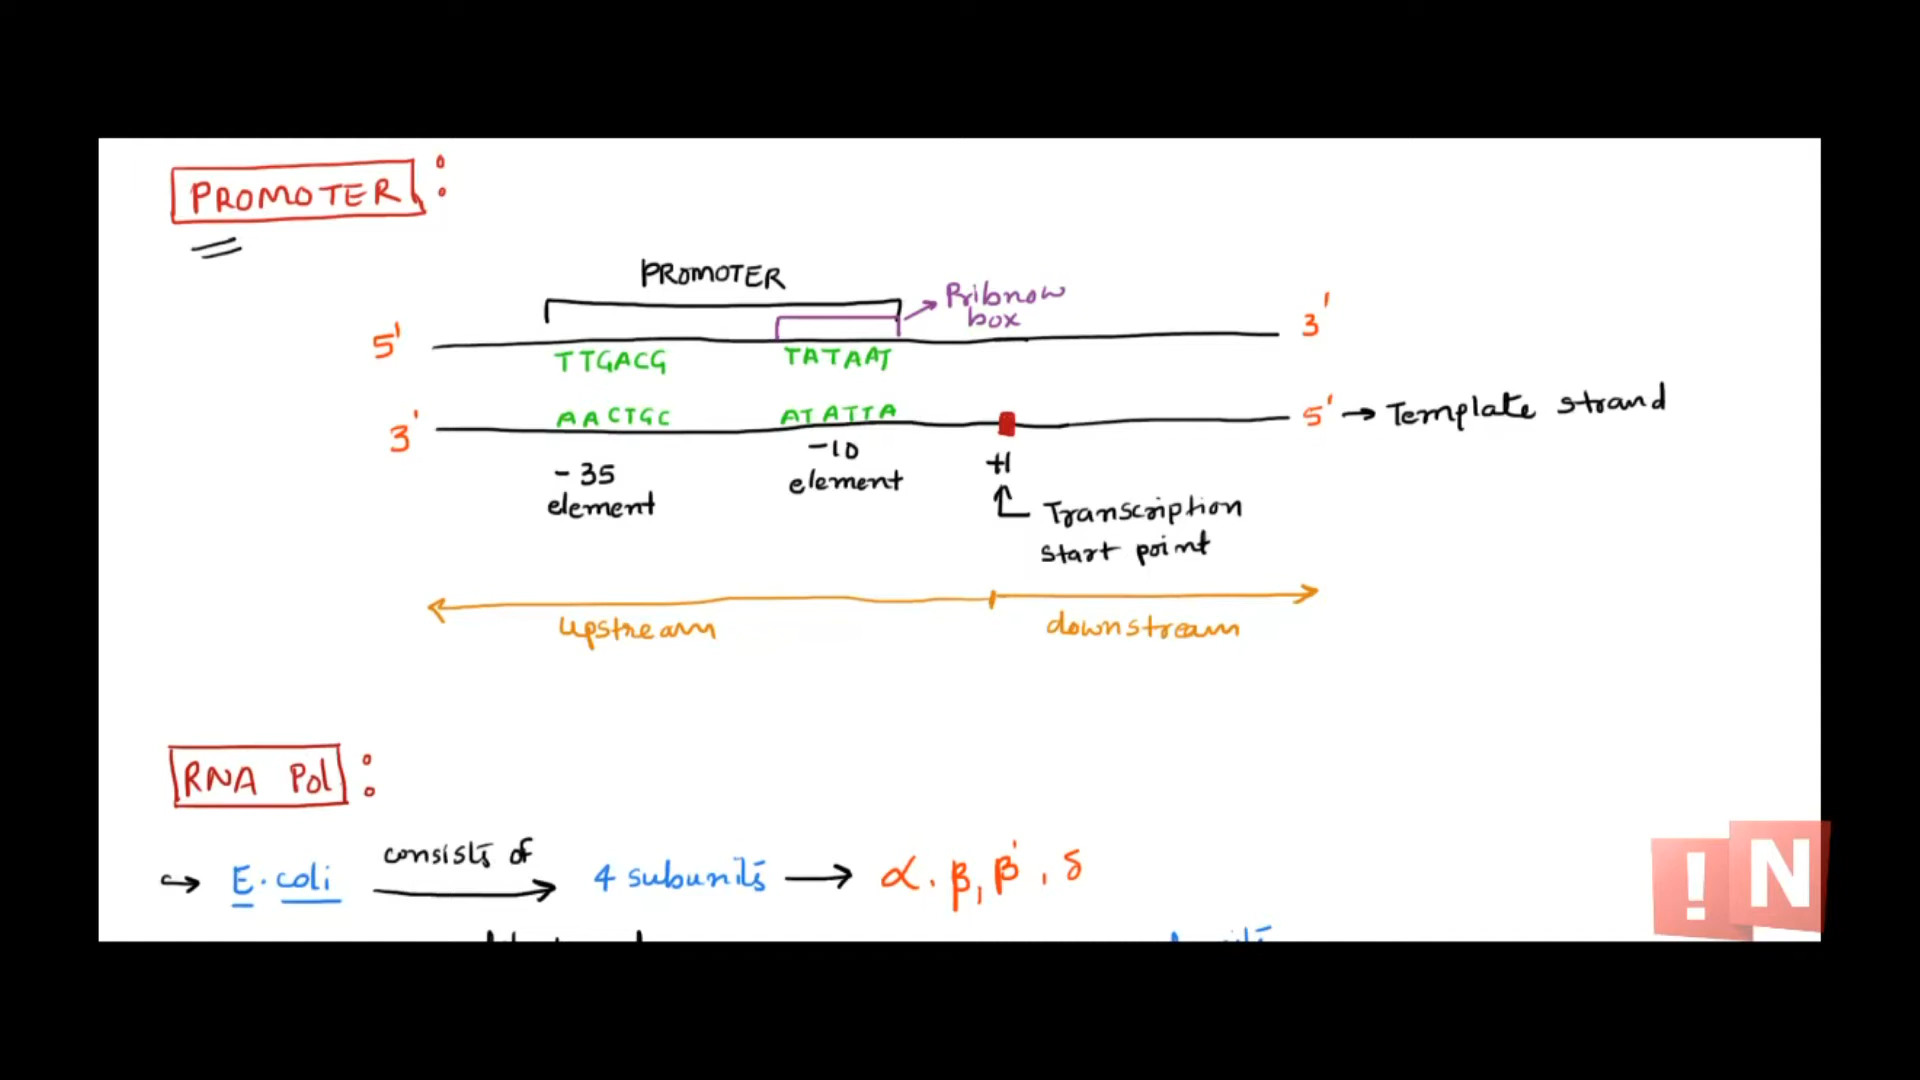 PROMOTER :
PROMOTER
Pribnow
box
5' 3'
TTGACG TATAAT
AACTGC ATATTA
3' 5' → Template strand
-10
element
-35
element
+1
Transcription
start point
upstream downstream
RNA Pol :
→ E.coli consists of → 4 subunits → α, β, β', δ
!N